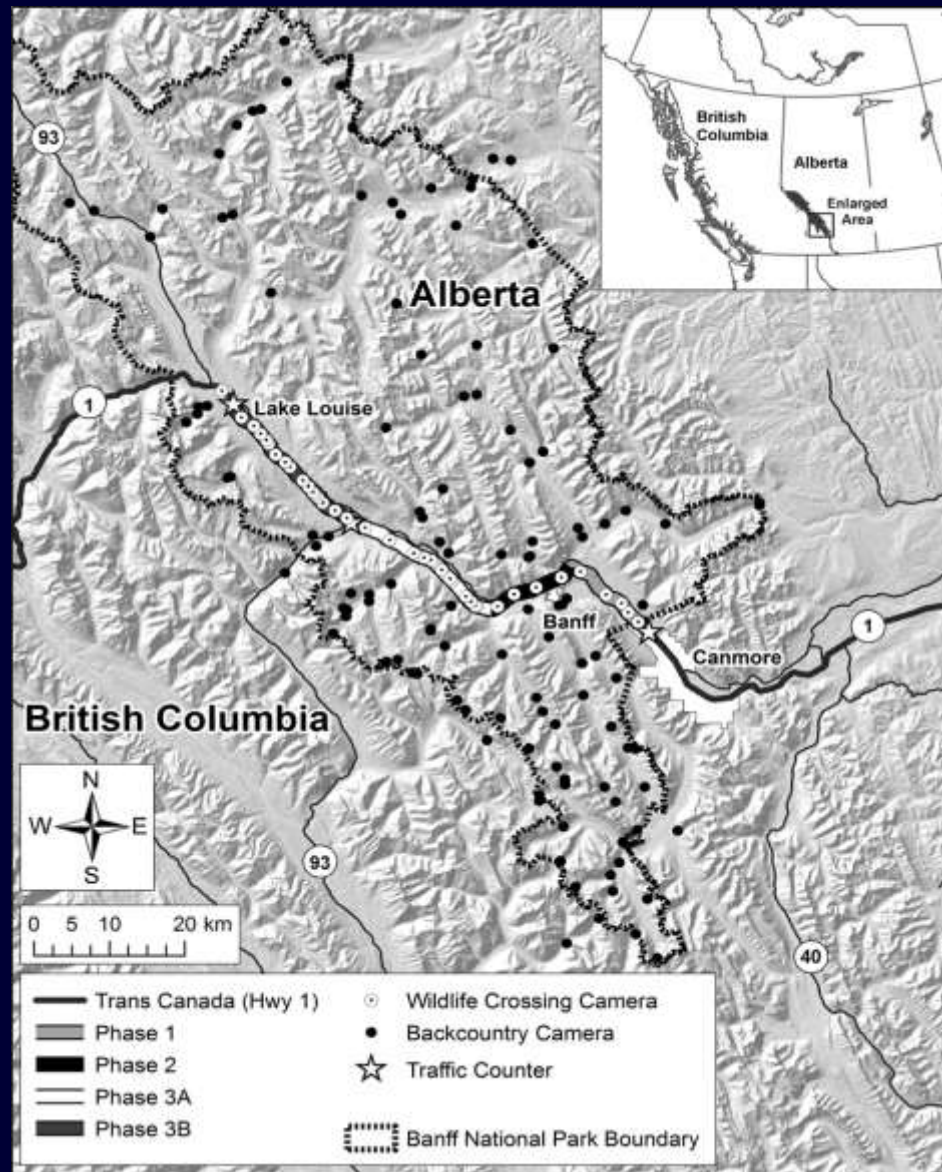 93
British
Columbia
Alberta
Enlarged
Area
Alberta
1
Lake Louise
Banff
1
Canmore
British Columbia
N
W E
S
93
0 5 10 20 km
40
Trans Canada (Hwy 1)
Phase 1
Phase 2
Phase 3A
Phase 3B
Wildlife Crossing Camera
Backcountry Camera
Traffic Counter
Banff National Park Boundary